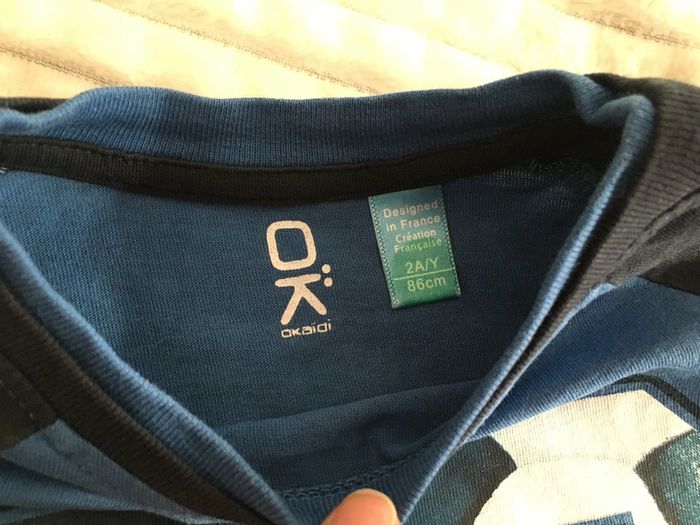 OK
okaïdi
Designed
in France
Création
Française
2A/Y
86cm